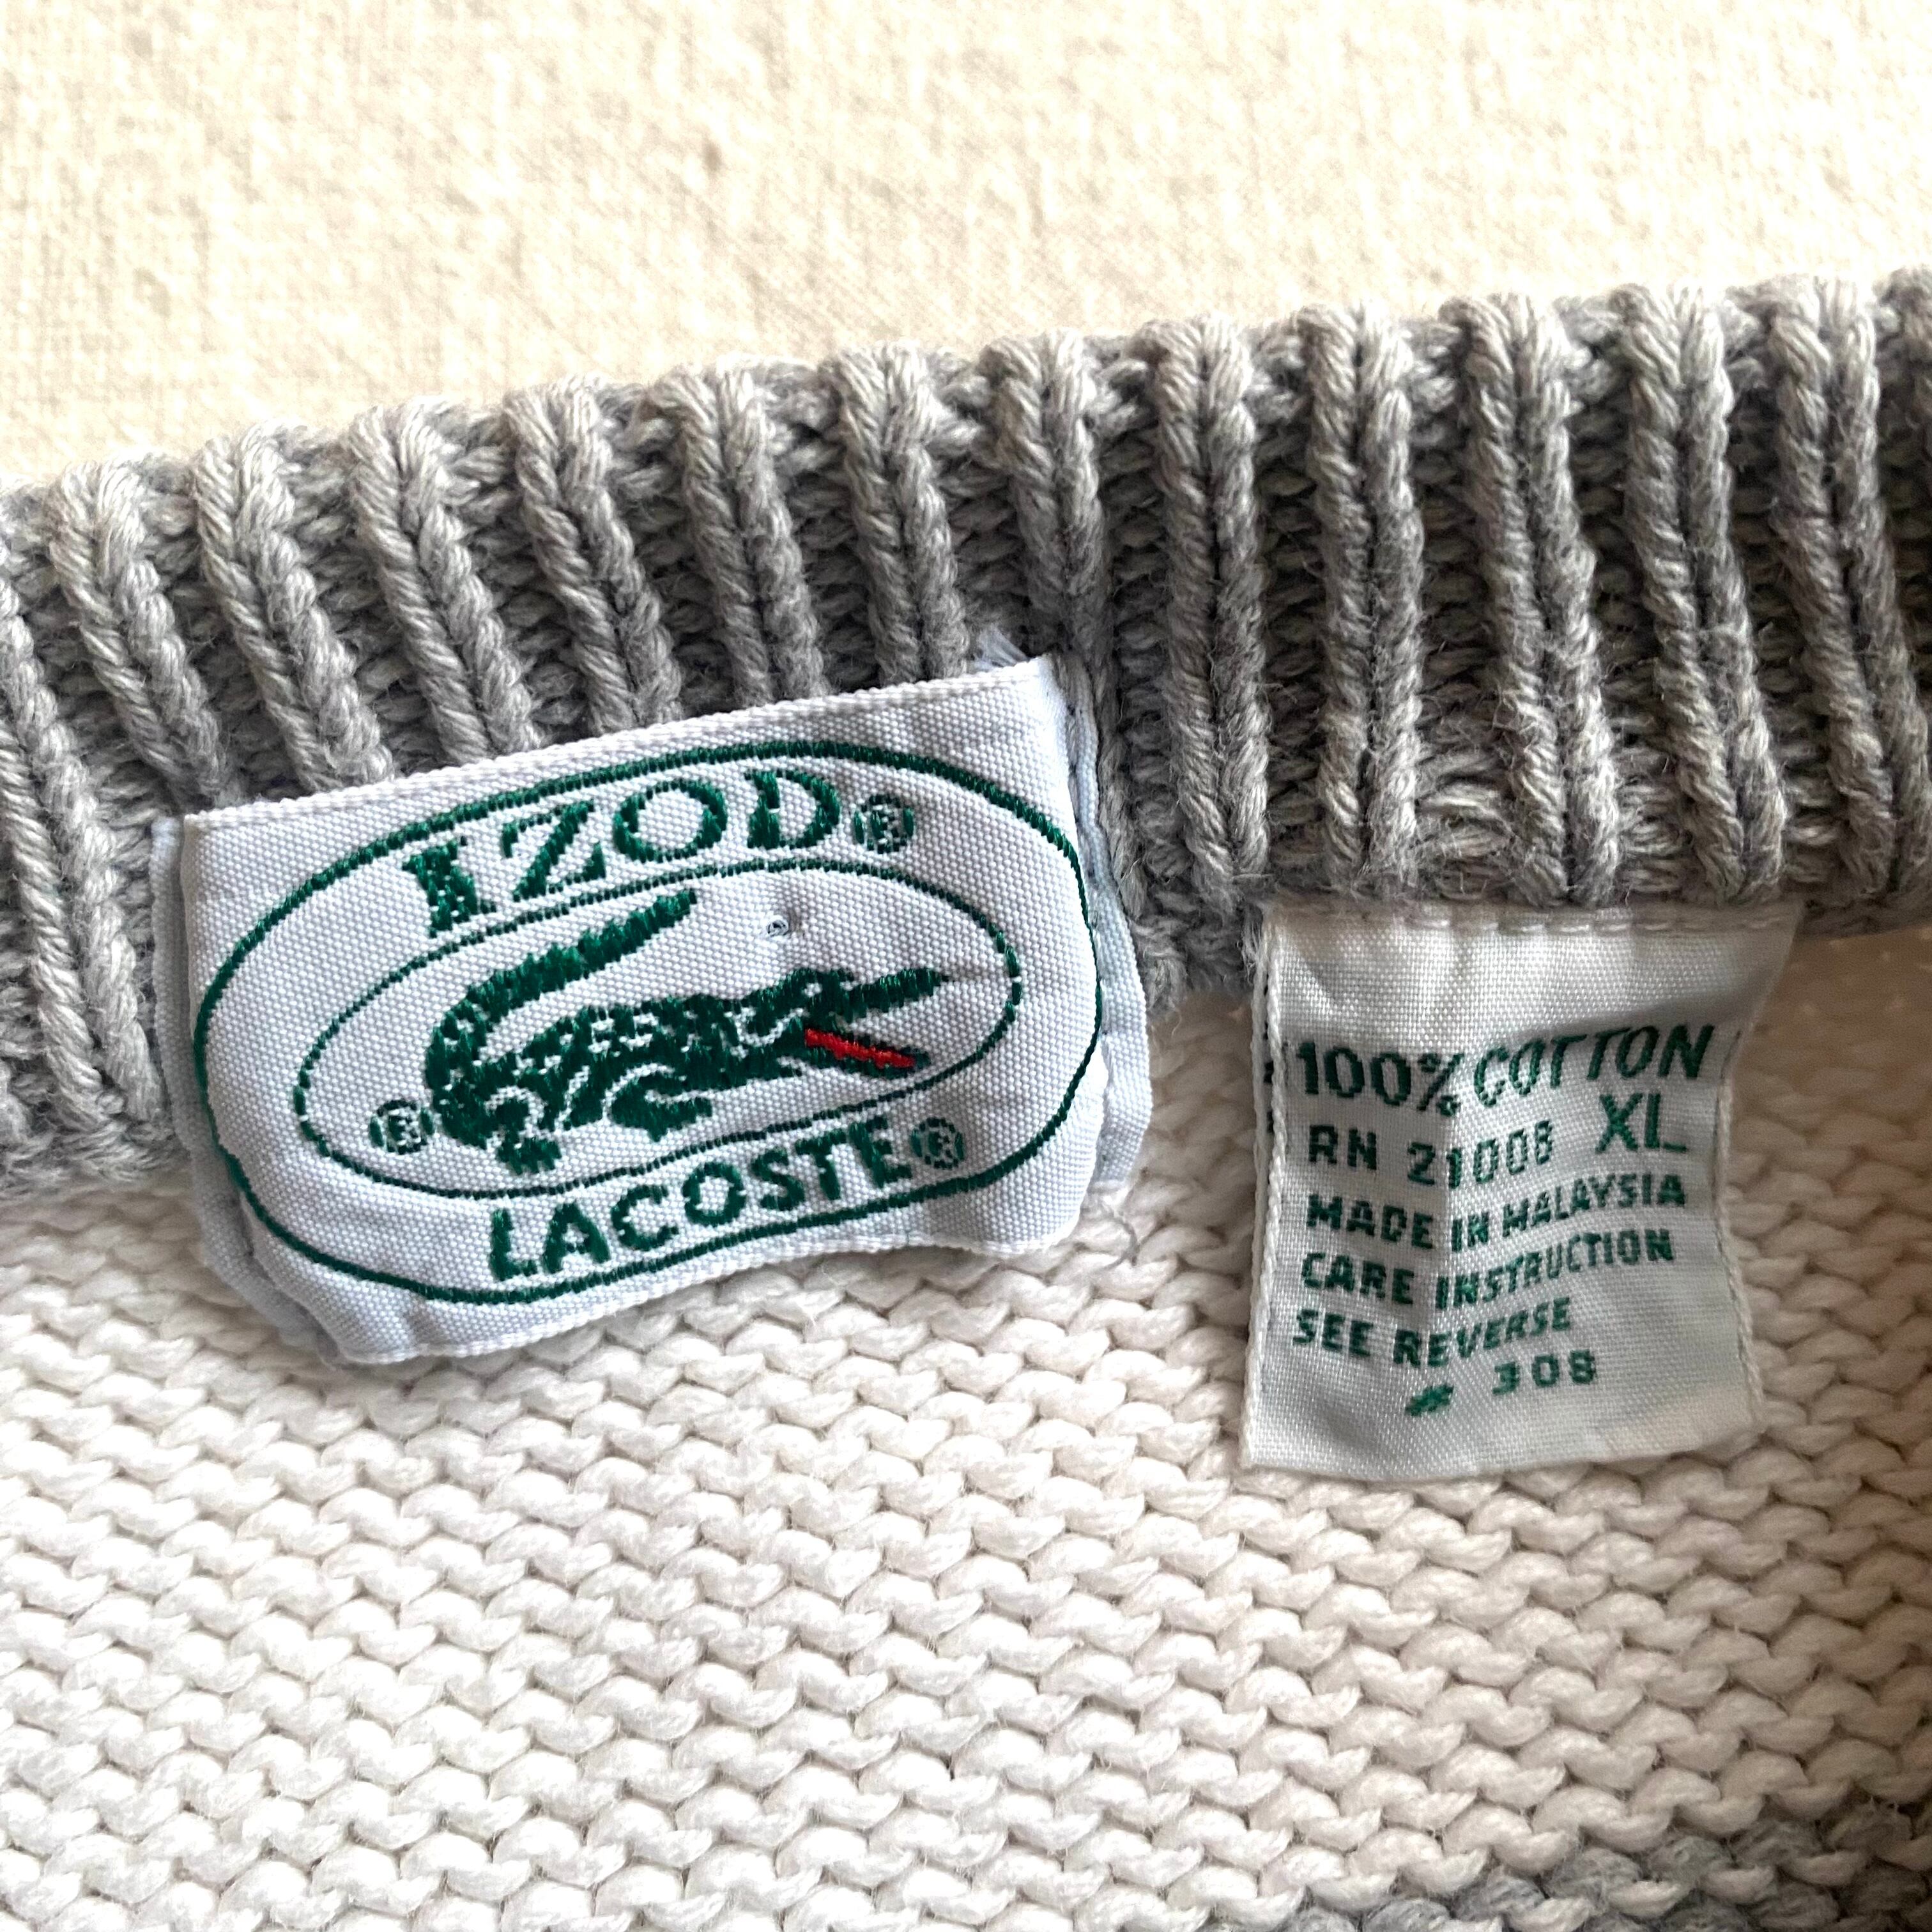 IZOD®
®
LACOSTE®
100% COTTON
RN 21008 XL
MADE IN MALAYSIA
CARE INSTRUCTION
SEE REVERSE
# 308